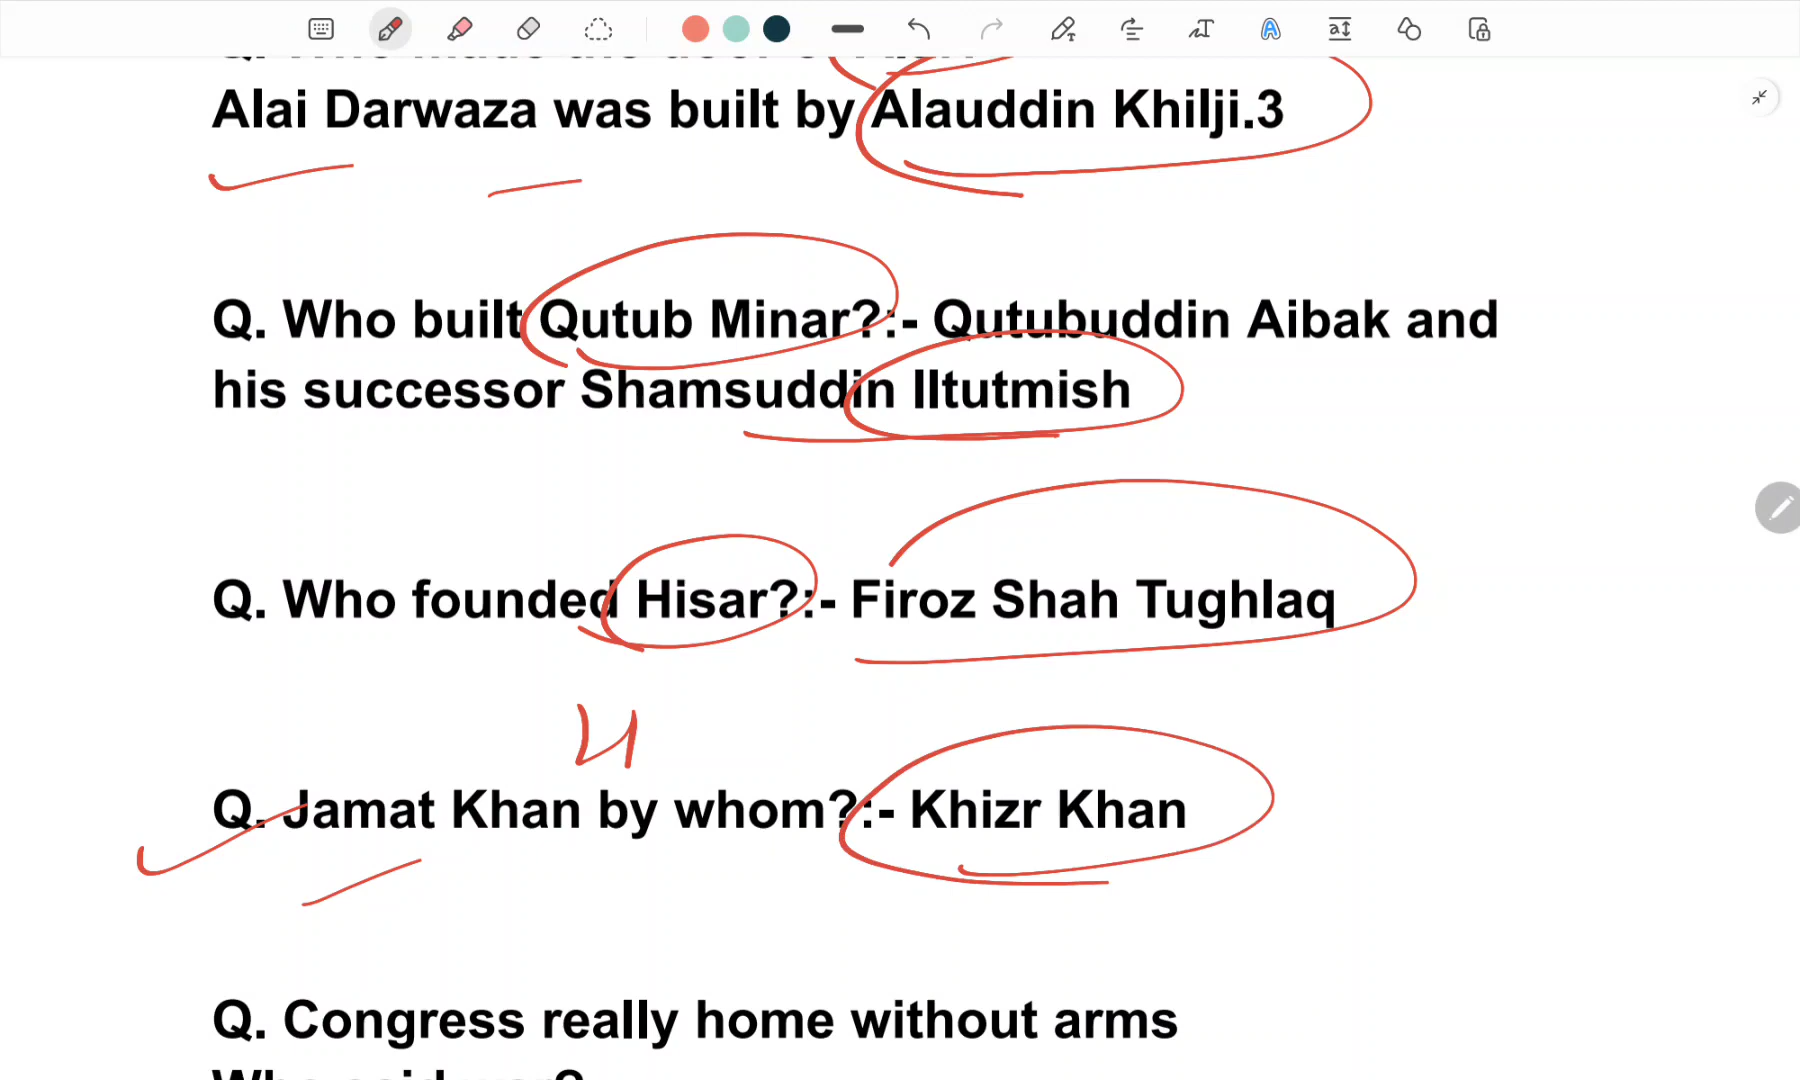 Alai Darwaza was built by Alauddin Khilji.3
Q. Who built Qutub Minar?:- Qutubuddin Aibak and
his successor Shamsuddin Iltutmish
Q. Who founded Hisar?:- Firoz Shah Tughlaq
Q. Jamat Khan by whom?:- Khizr Khan
Q. Congress really home without arms